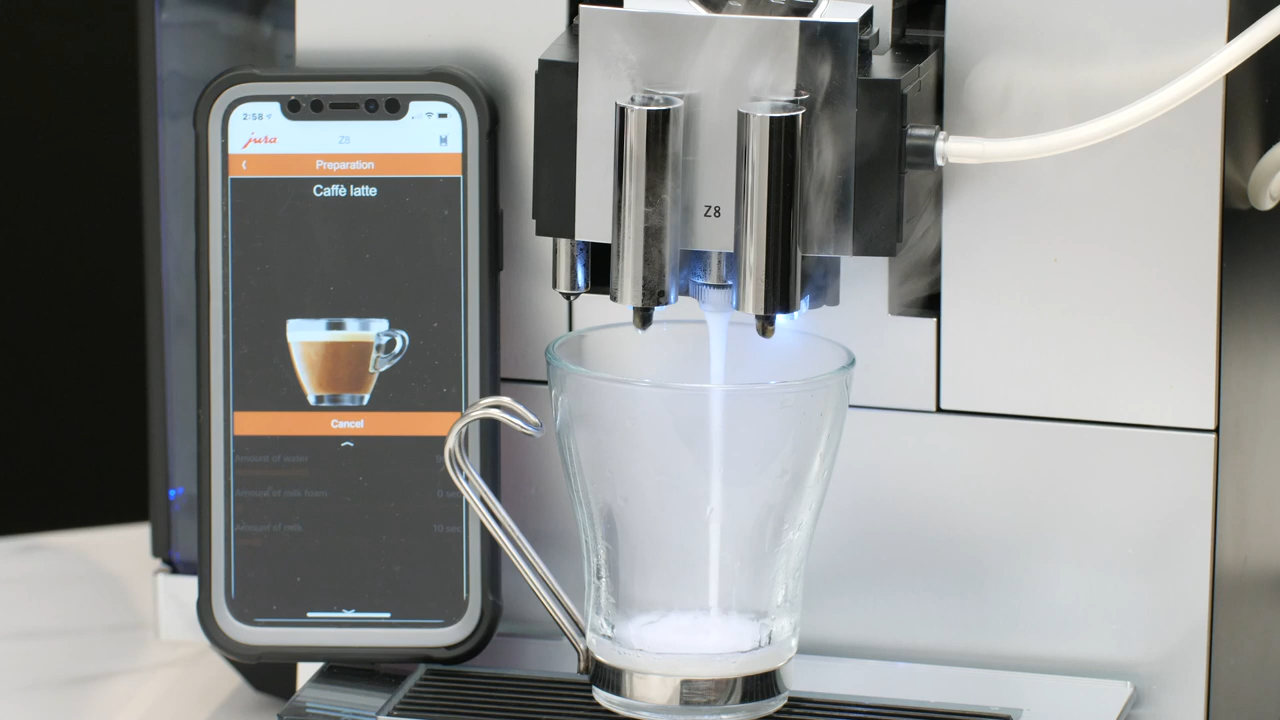 2:58
jura
Z8
Preparation
Caffè latte
Cancel
Amount of water
Amount of milk foam 0 sec
Amount of milk 10 sec
Z8